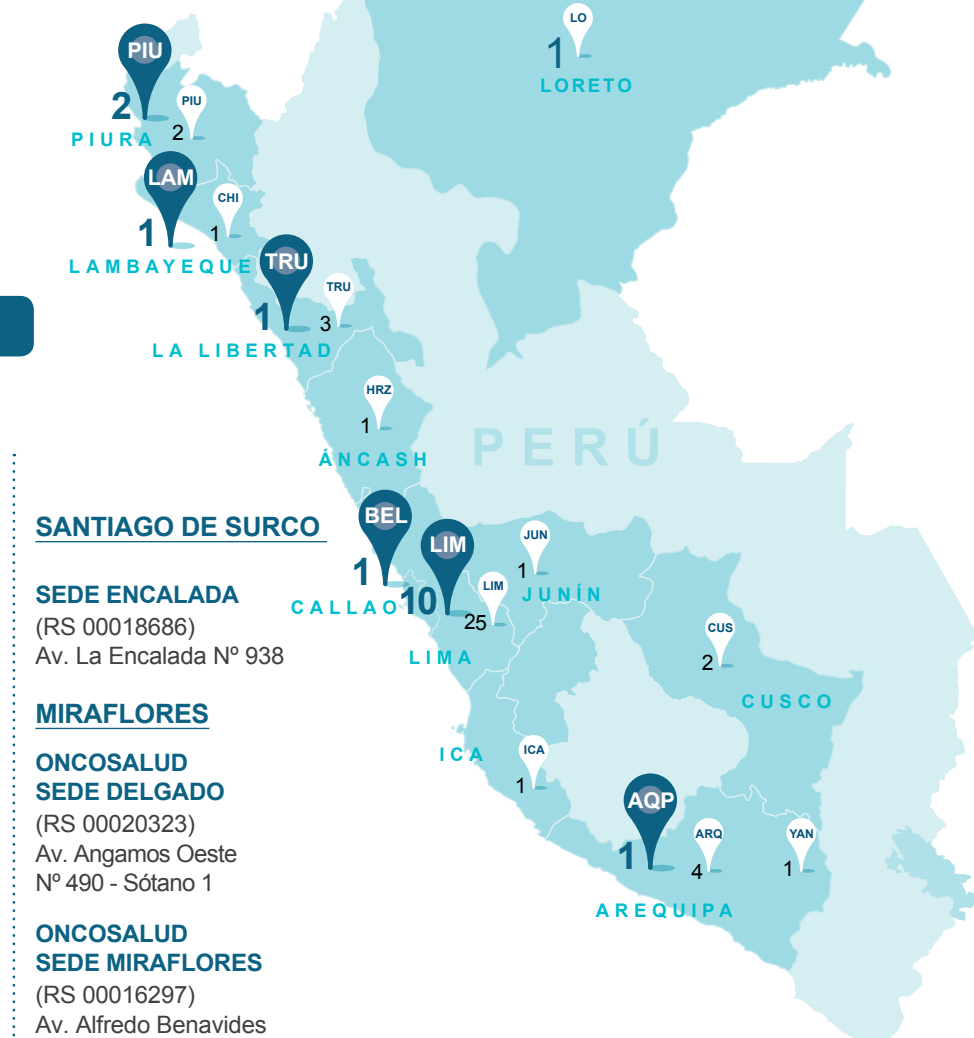 LO
1
LORETO
PIU
2
PIURA
PIU
2
LAM
1
LAMBAYEQUE
CHI
1
TRU
1
LA LIBERTAD
TRU
3
HRZ
1
ÁNCASH
PERÚ
BEL
1
CALLAO
LIM
10
LIMA
LIM
25
JUN
1
JUNÍN
CUS
2
CUSCO
ICA
ICA
1
AQP
1
AREQUIPA
ARQ
4
YAN
1
SANTIAGO DE SURCO
SEDE ENCALADA
(RS 00018686)
Av. La Encalada Nº 938
MIRAFLORES
ONCOSALUD
SEDE DELGADO
(RS 00020323)
Av. Angamos Oeste
Nº 490 - Sótano 1
ONCOSALUD
SEDE MIRAFLORES
(RS 00016297)
Av. Alfredo Benavides